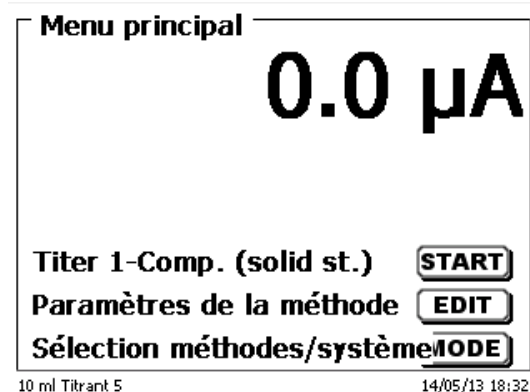 Menu principal
0.0 µA
Titer 1-Comp. (solid st.) START
Paramètres de la méthode EDIT
Sélection méthodes/système MODE
10 ml Titrant 5 14/05/13 18:32